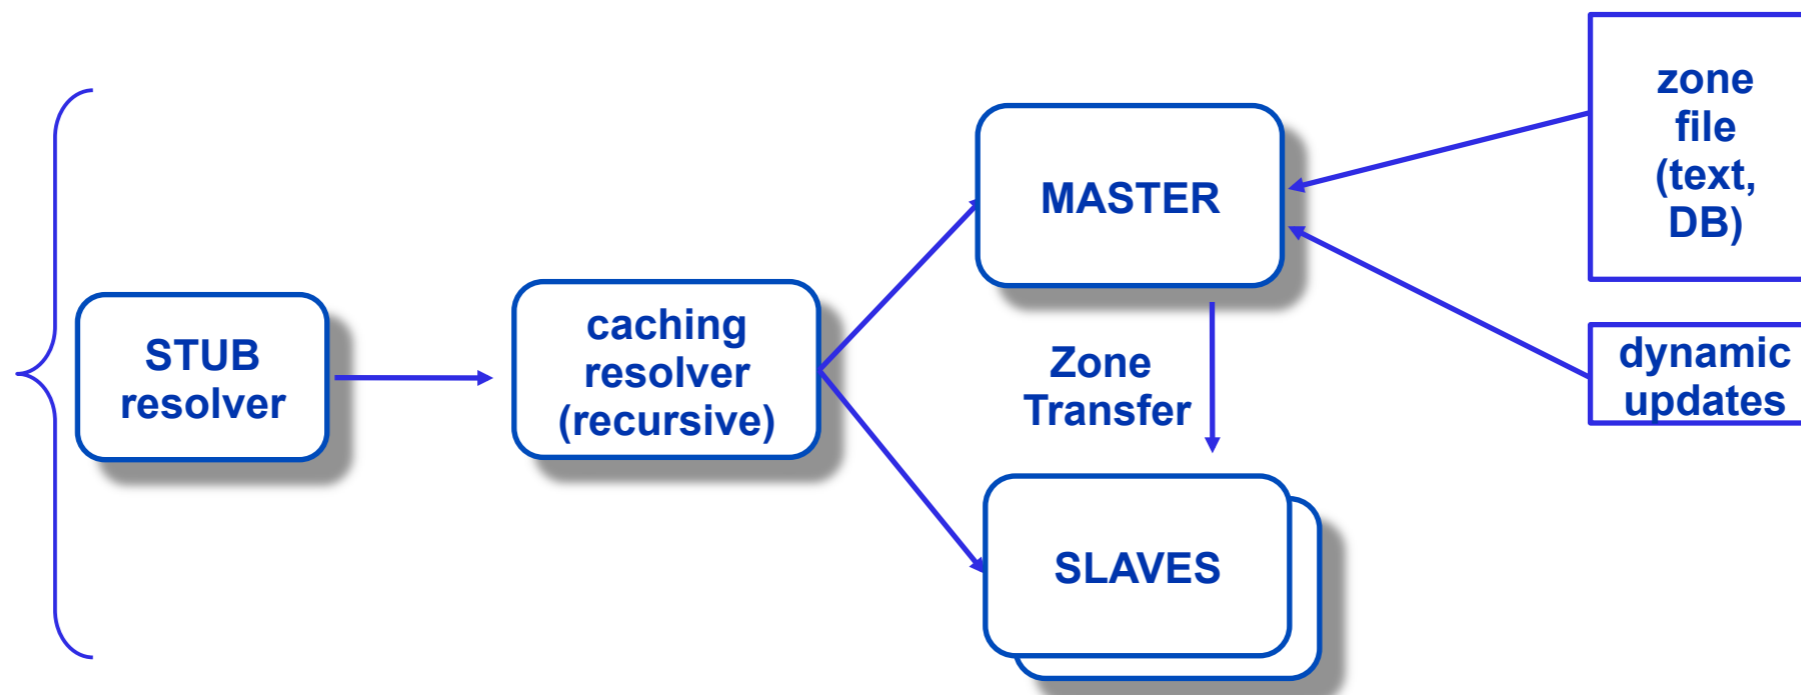 STUB
resolver
caching
resolver
(recursive)
MASTER
Zone
Transfer
SLAVES
zone
file
(text,
DB)
dynamic
updates